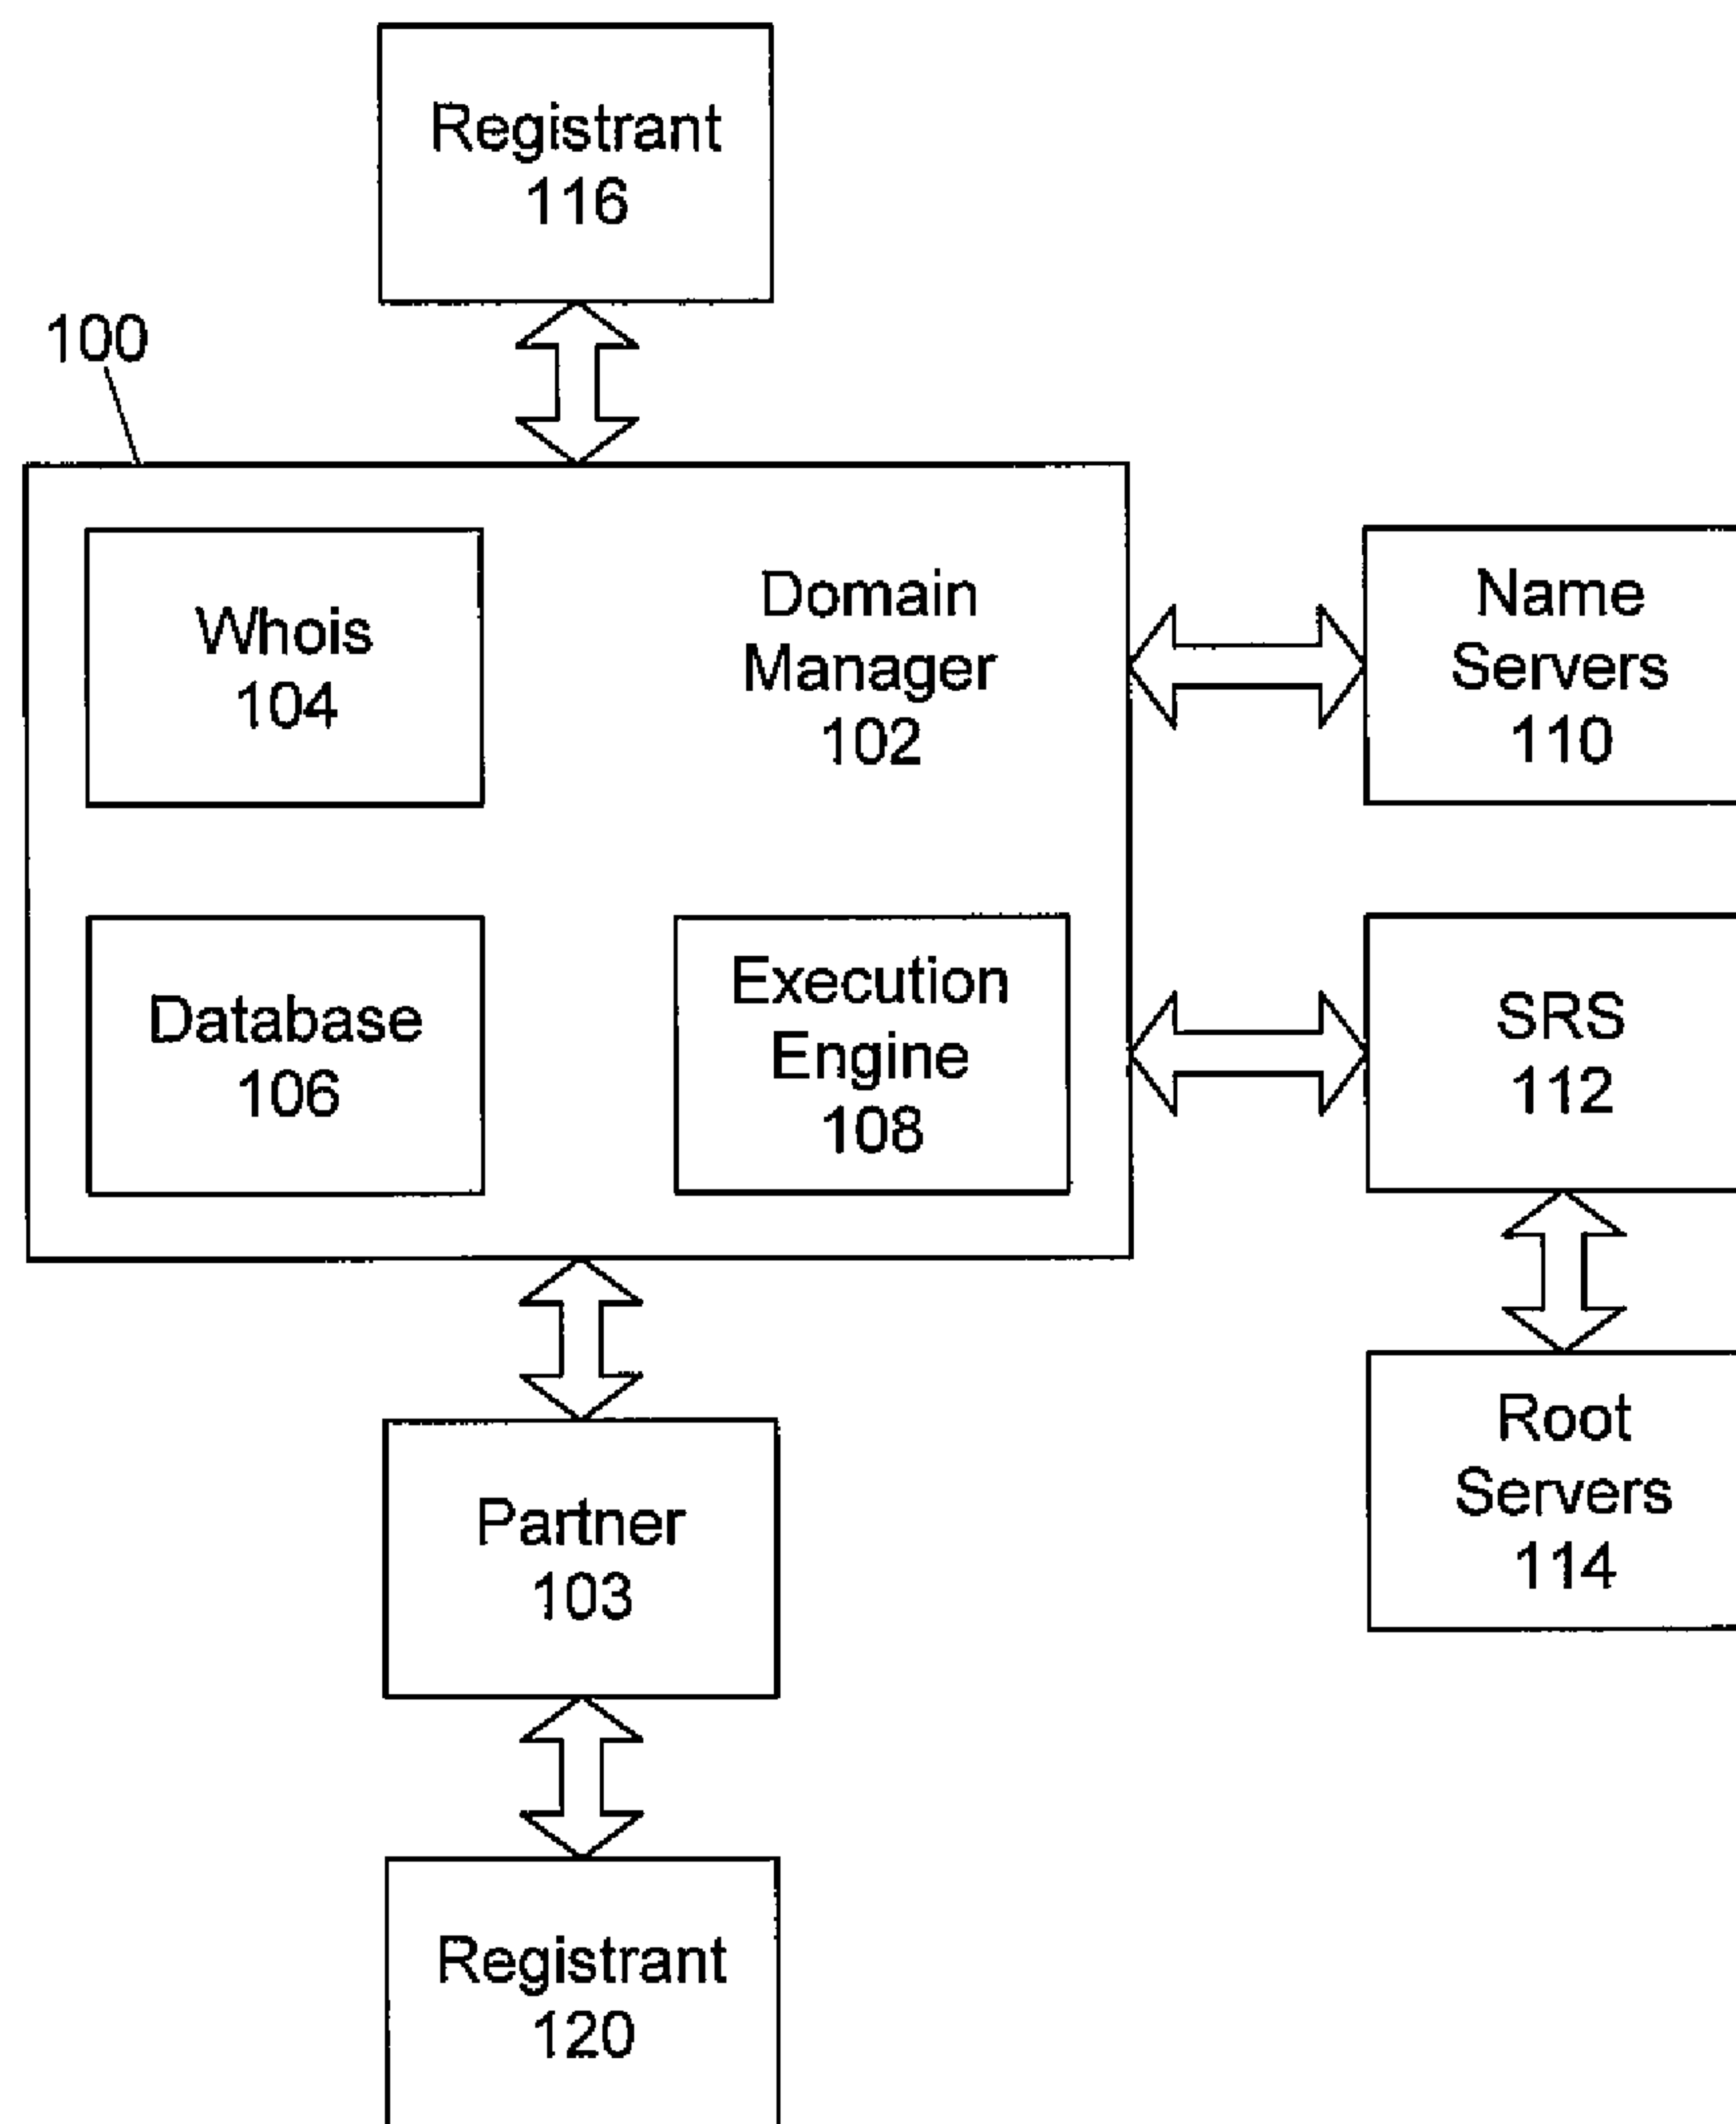 Registrant
116
100
Whois
104
Domain
Manager
102
Name
Servers
110
Database
106
Execution
Engine
108
SRS
112
Partner
103
Root
Servers
114
Registrant
120